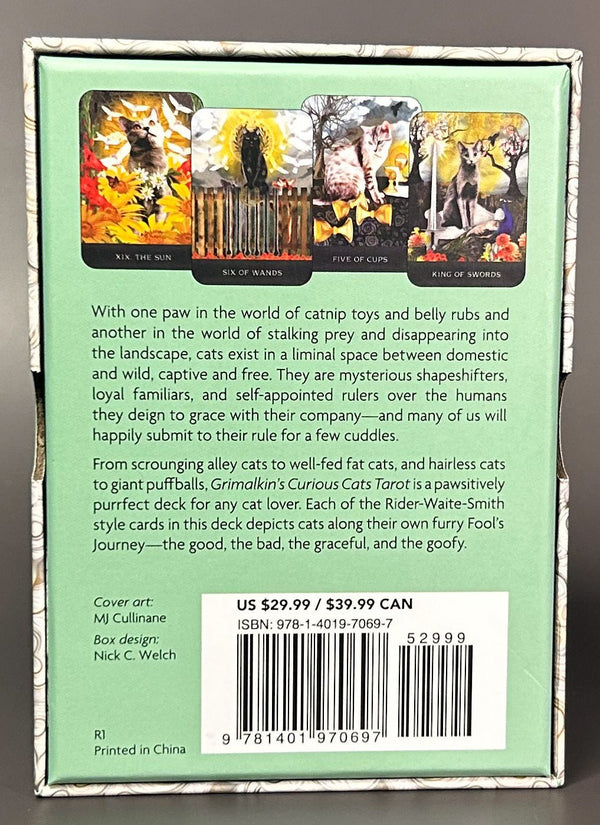 XIX. THE SUN
SIX OF WANDS
FIVE OF CUPS
KING OF SWORDS
With one paw in the world of catnip toys and belly rubs and
another in the world of stalking prey and disappearing into
the landscape, cats exist in a liminal space between domestic
and wild, captive and free. They are mysterious shapeshifters,
loyal familiars, and self-appointed rulers over the humans
they deign to grace with their company—and many of us will
happily submit to their rule for a few cuddles.
From scrounging alley cats to well-fed fat cats, and hairless cats
to giant puffballs, Grimalkin's Curious Cats Tarot is a pawsitively
purrfect deck for any cat lover. Each of the Rider-Waite-Smith
style cards in this deck depicts cats along their own furry Fool's
Journey—the good, the bad, the graceful, and the goofy.
Cover art:
MJ Cullinane
Box design:
Nick C. Welch
R1
Printed in China
US $29.99 / $39.99 CAN
ISBN: 978-1-4019-7069-7
52999
9 781401 970697